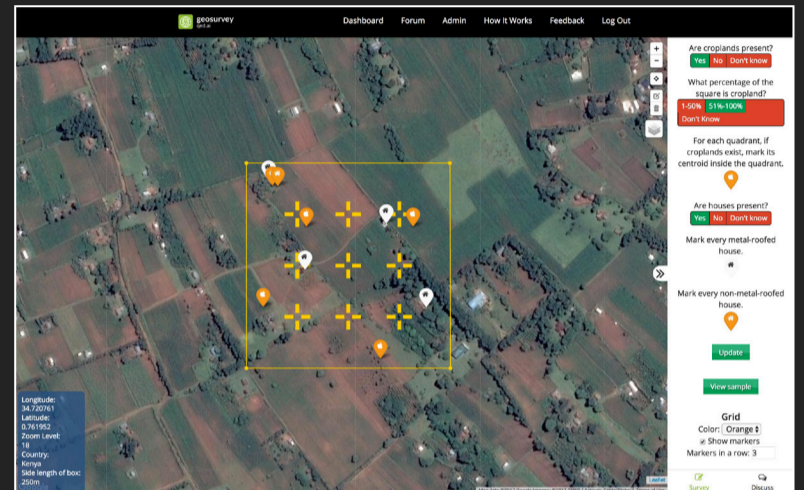 geosurvey
qed.ai
Dashboard Forum Admin How It Works Feedback Log Out
+
−
Are croplands present?
Yes No Don't know
What percentage of the
square is cropland?
1-50% 51%-100%
Don't Know
For each quadrant, if
croplands exist, mark its
centroid inside the quadrant.
Are houses present?
Yes No Don't know
Mark every metal-roofed
house.
Mark every non-metal-roofed
house.
Update
View sample
Grid
Color: Orange
Show markers
Markers in a row: 3
Survey Discuss
Longitude:
34.720761
Latitude:
0.761952
Zoom Level:
18
Country:
Kenya
Side length of box:
250m
Leaflet